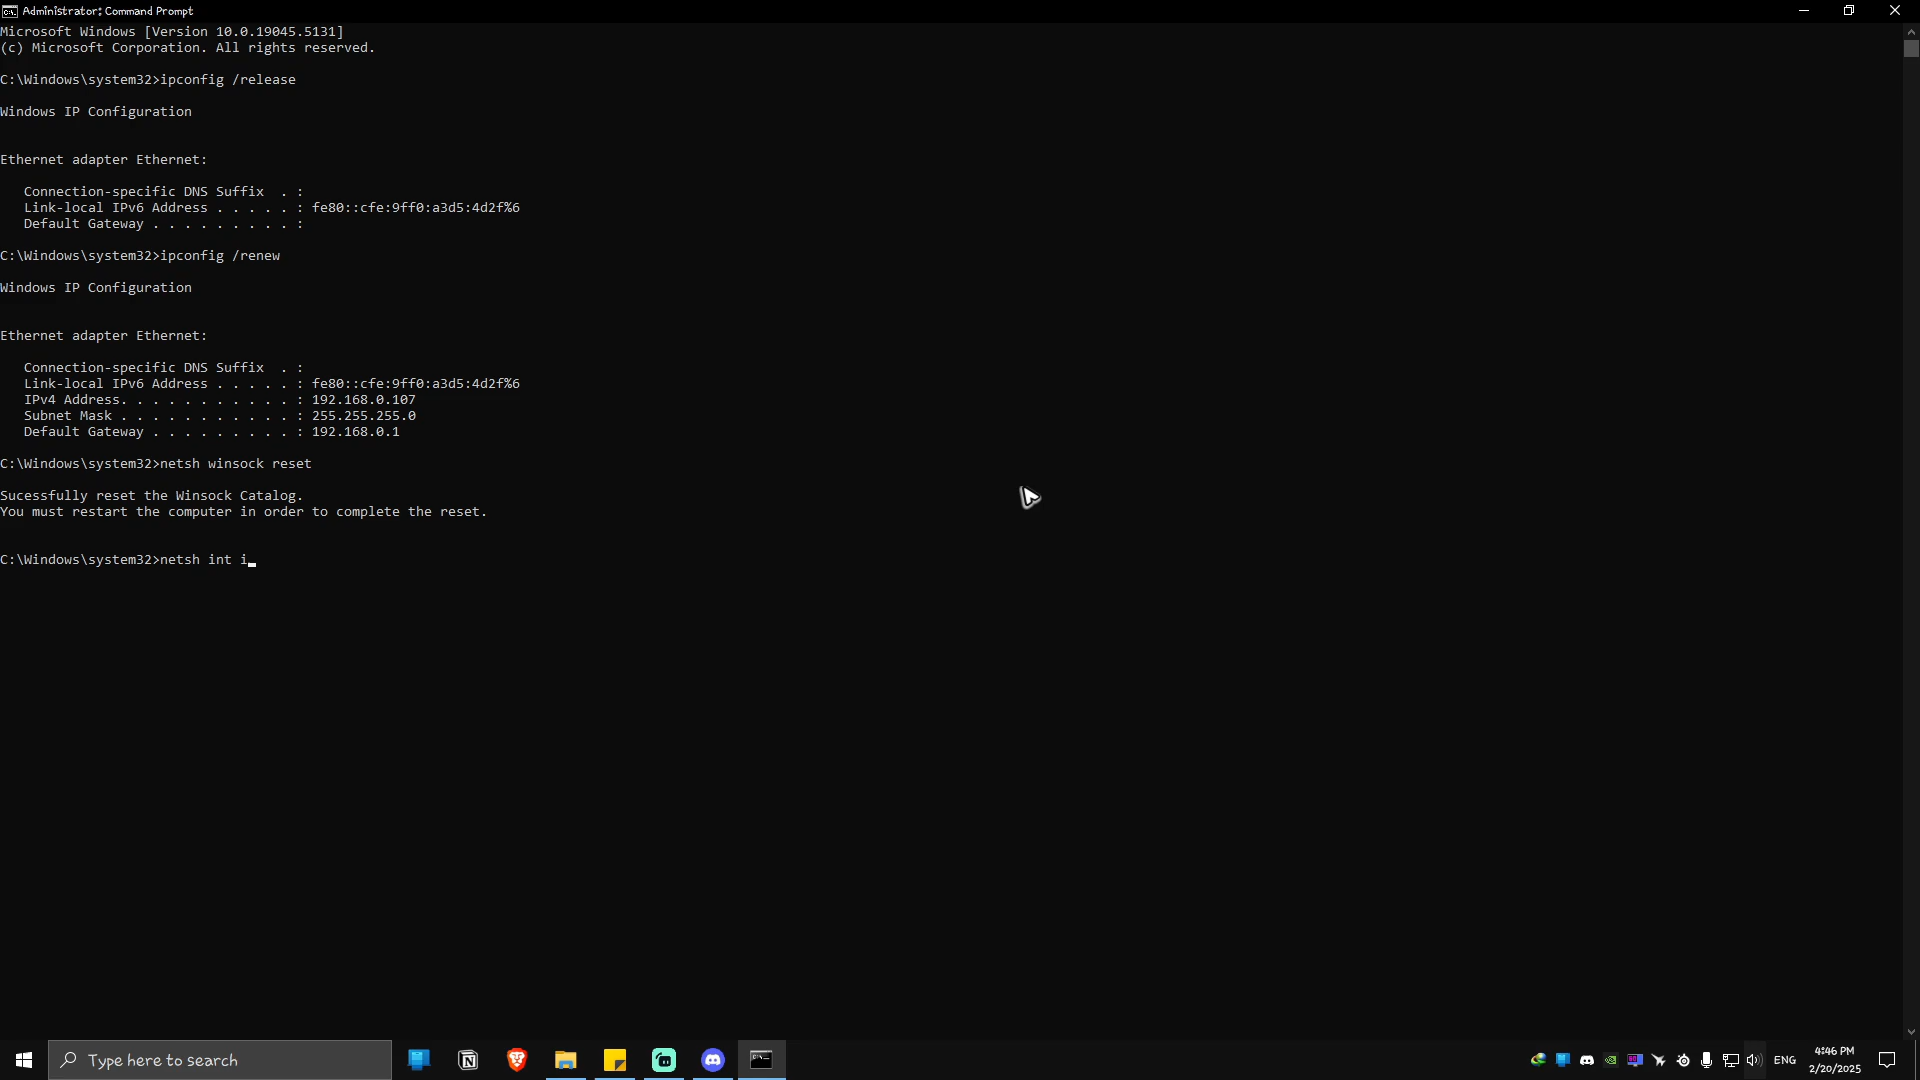 Administrator: Command Prompt
Microsoft Windows [Version 10.0.19045.5131]
(c) Microsoft Corporation. All rights reserved.
C:\Windows\system32>ipconfig /release
Windows IP Configuration
Ethernet adapter Ethernet:
Connection-specific DNS Suffix . :
Link-local IPv6 Address . . . . . : fe80::cfe:9ff0:a3d5:4d2f%6
Default Gateway . . . . . . . . . :
C:\Windows\system32>ipconfig /renew
Windows IP Configuration
Ethernet adapter Ethernet:
Connection-specific DNS Suffix . :
Link-local IPv6 Address . . . . . : fe80::cfe:9ff0:a3d5:4d2f%6
IPv4 Address. . . . . . . . . . . : 192.168.0.107
Subnet Mask . . . . . . . . . . . : 255.255.255.0
Default Gateway . . . . . . . . . : 192.168.0.1
C:\Windows\system32>netsh winsock reset
Sucessfully reset the Winsock Catalog.
You must restart the computer in order to complete the reset.
C:\Windows\system32>netsh int i
Type here to search
ENG
4:46 PM
2/20/2025